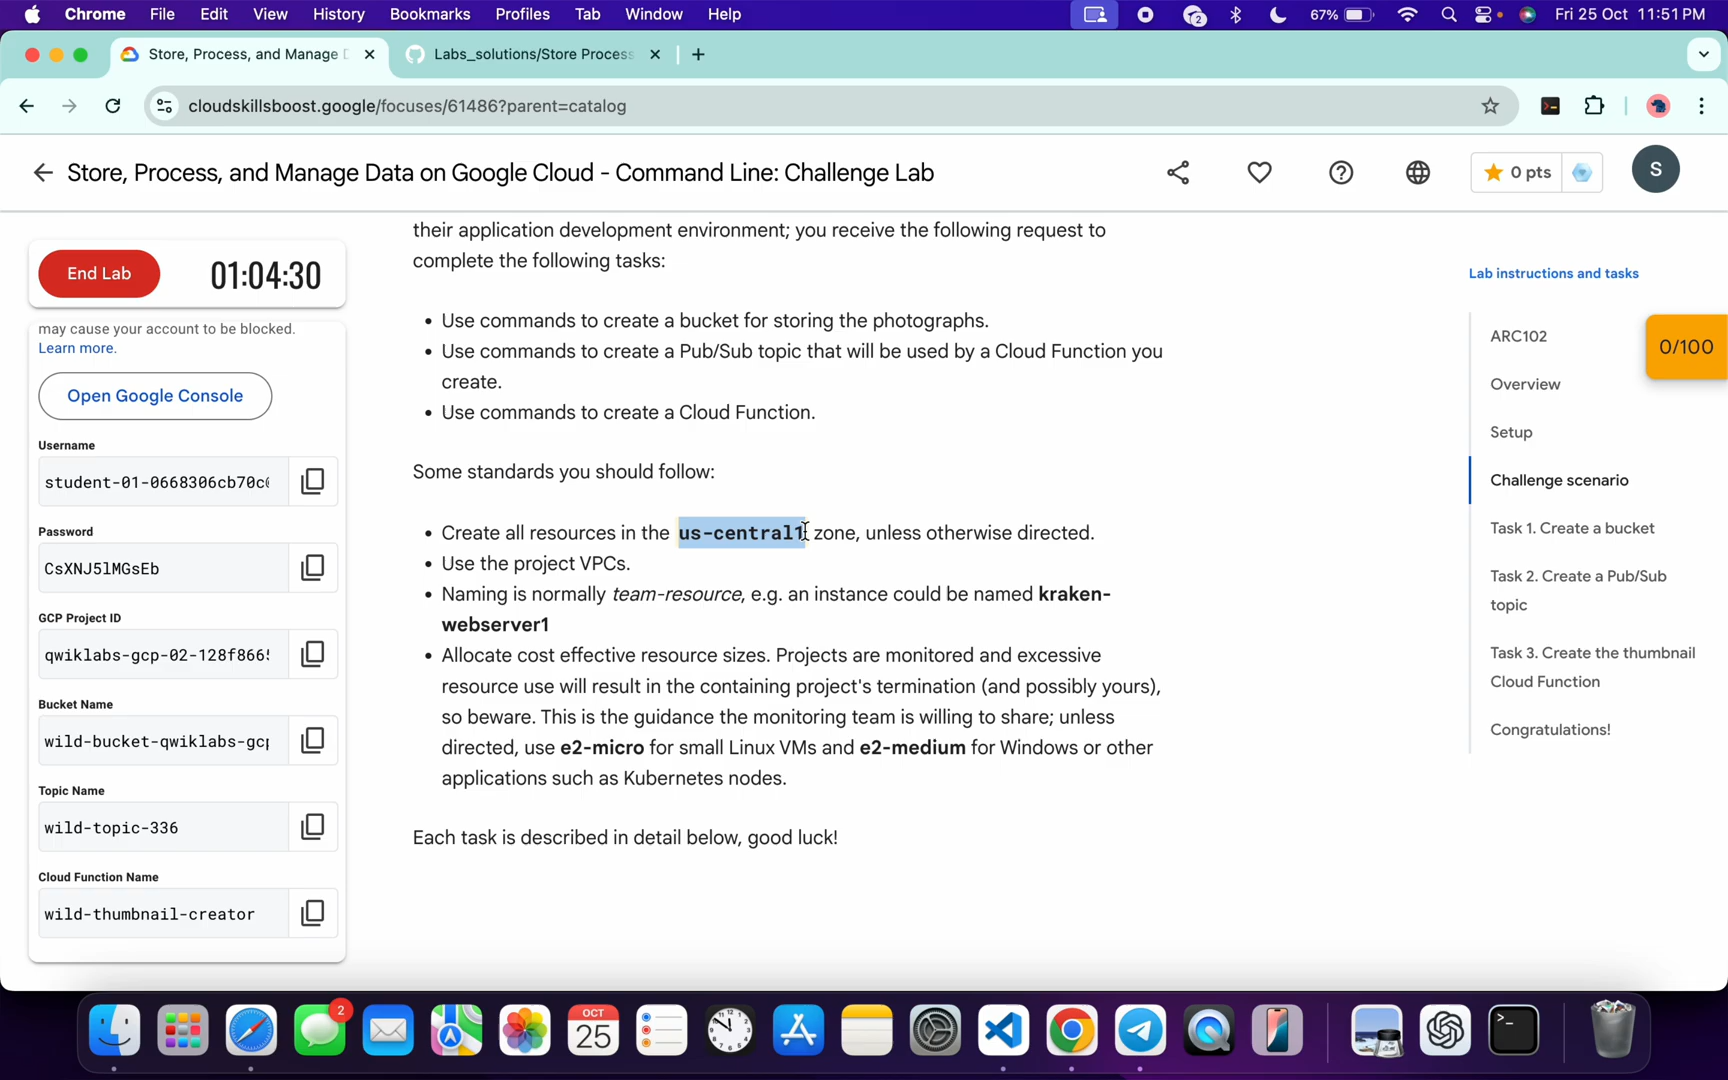 Chrome File Edit View History Bookmarks Profiles Tab Window Help 2 67% Fri 25 Oct 11:51 PM
Store, Process, and Manage D Labs_solutions/Store Process
cloudskillsboost.google/focuses/61486?parent=catalog
Store, Process, and Manage Data on Google Cloud - Command Line: Challenge Lab 0 pts S
End Lab 01:04:30
may cause your account to be blocked.
Learn more.
Open Google Console
Username
student-01-0668306cb70c
Password
CsXNJ5lMGsEb
GCP Project ID
qwiklabs-gcp-02-128f866
Bucket Name
wild-bucket-qwiklabs-gcp
Topic Name
wild-topic-336
Cloud Function Name
wild-thumbnail-creator
their application development environment; you receive the following request to
complete the following tasks:
• Use commands to create a bucket for storing the photographs.
• Use commands to create a Pub/Sub topic that will be used by a Cloud Function you
create.
• Use commands to create a Cloud Function.
Some standards you should follow:
• Create all resources in the us-central1 zone, unless otherwise directed.
• Use the project VPCs.
• Naming is normally team-resource, e.g. an instance could be named kraken-
webserver1
• Allocate cost effective resource sizes. Projects are monitored and excessive
resource use will result in the containing project's termination (and possibly yours),
so beware. This is the guidance the monitoring team is willing to share; unless
directed, use e2-micro for small Linux VMs and e2-medium for Windows or other
applications such as Kubernetes nodes.
Each task is described in detail below, good luck!
Lab instructions and tasks
0/100
ARC102
Overview
Setup
Challenge scenario
Task 1. Create a bucket
Task 2. Create a Pub/Sub
topic
Task 3. Create the thumbnail
Cloud Function
Congratulations!
2
OCT
25